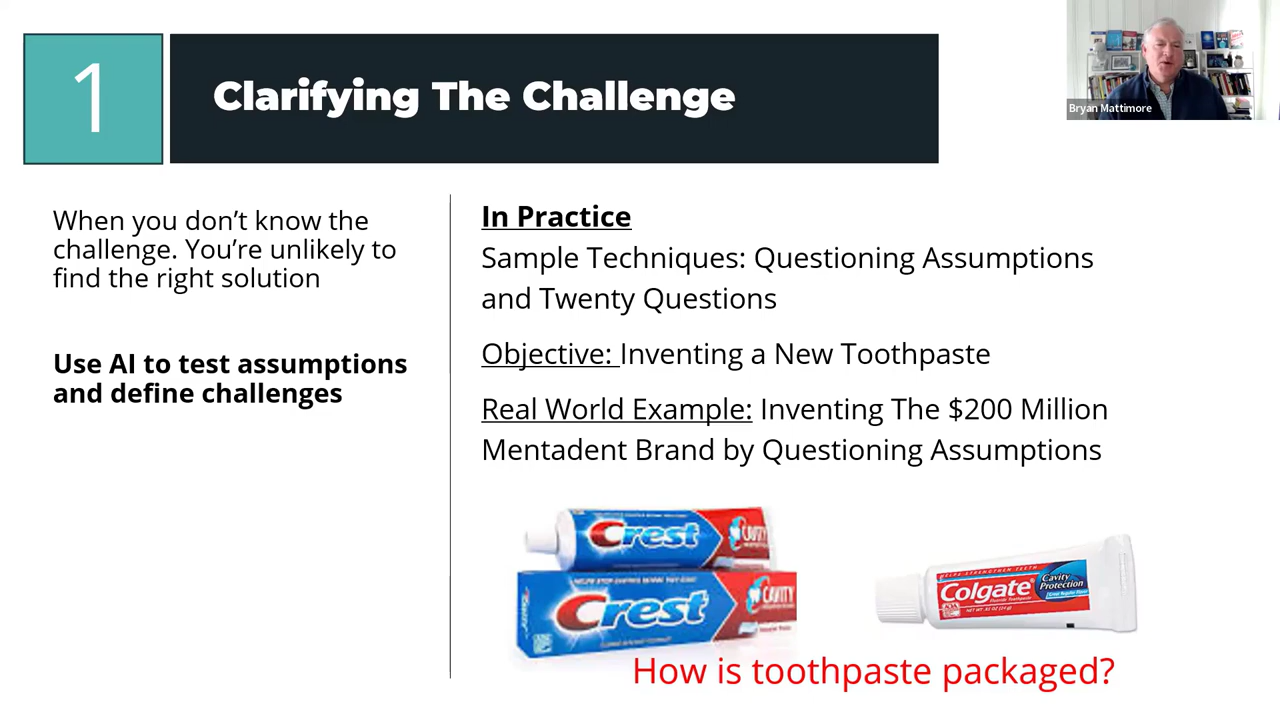 1
Clarifying The Challenge
Bryan Mattimore
When you don’t know the
challenge. You’re unlikely to
find the right solution
Use AI to test assumptions
and define challenges
In Practice
Sample Techniques: Questioning Assumptions
and Twenty Questions
Objective: Inventing a New Toothpaste
Real World Example: Inventing The $200 Million
Mentadent Brand by Questioning Assumptions
Crest
CAVITY
Crest
CAVITY
HELPS STRENGTHEN TEETH
Colgate
Cavity
Protection
How is toothpaste packaged?